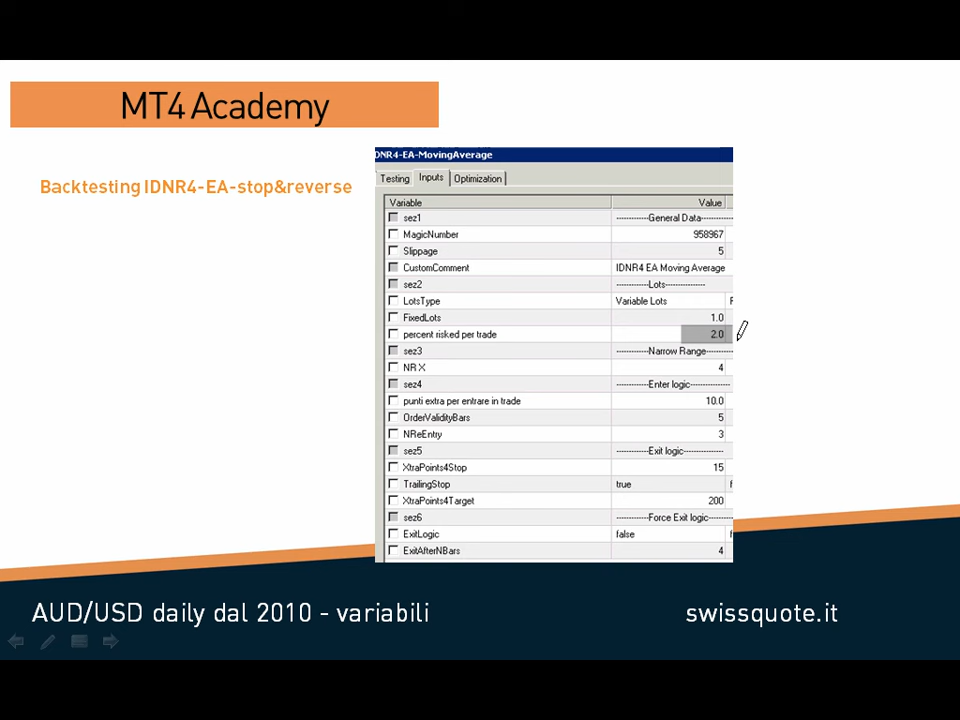 MT4 Academy
Backtesting IDNR4-EA-stop&reverse
IDNR4-EA-MovingAverage
Testing Inputs Optimization
Variable Value
sez1 ------------General Data------------
MagicNumber 958967
Slippage 5
CustomComment IDNR4 EA Moving Average
sez2 ------------Lots---------------
LotsType Variable Lots
FixedLots 1.0
percent risked per trade 2.0
sez3 ------------Narrow Range----------
NR X 4
sez4 ------------Enter logic---------------
punti extra per entrare in trade 10.0
OrderValidityBars 5
NReEntry 3
sez5 ------------Exit logic---------------
XtraPoints4Stop 15
TrailingStop true
XtraPoints4Target 200
sez6 ------------Force Exit logic----------
ExitLogic false
ExitAfterNBars 4
AUD/USD daily dal 2010 - variabili
swissquote.it